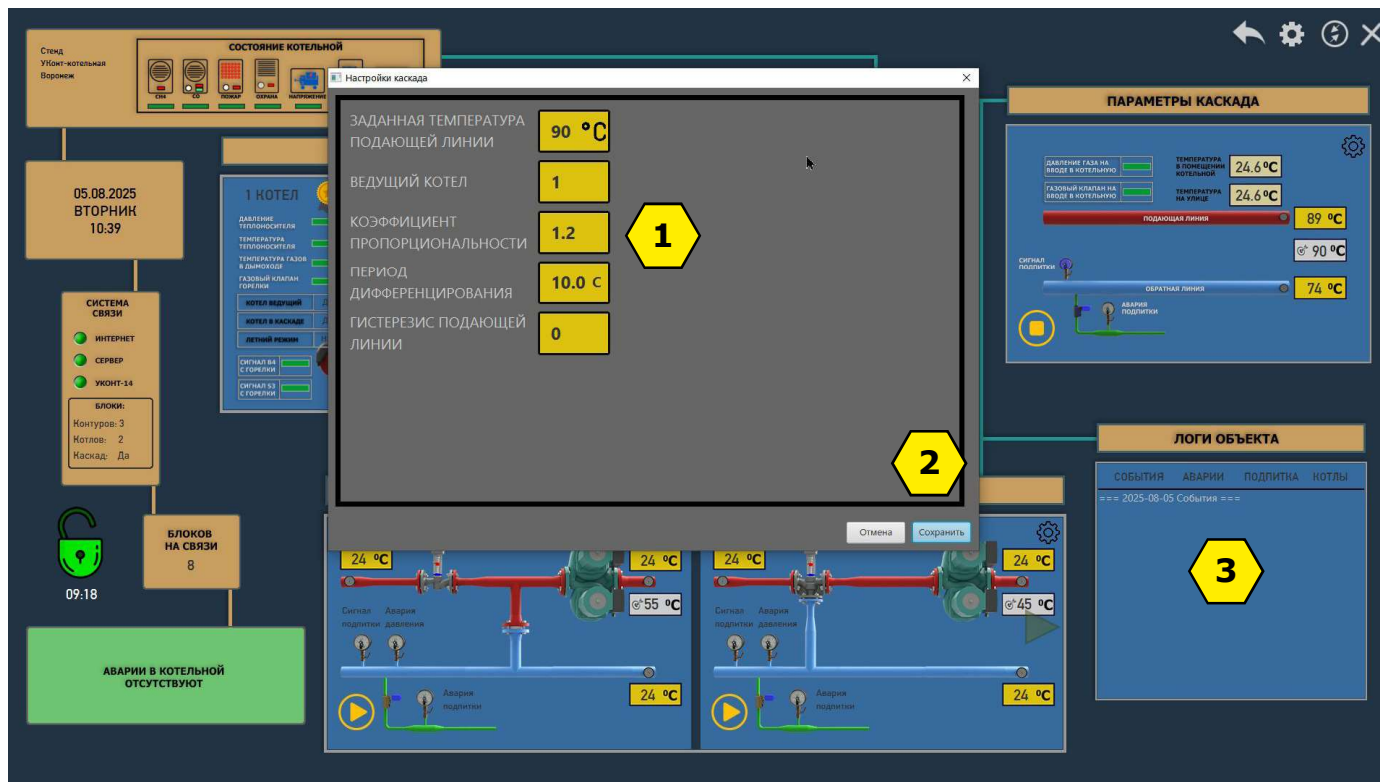 Стенд
УКонт-котельная
Воронеж
СОСТОЯНИЕ КОТЕЛЬНОЙ
CH4
CO
ПОЖАР
ОХРАНА
НАПРЯЖЕНИЕ
05.08.2025
ВТОРНИК
10:39
СИСТЕМА
СВЯЗИ
ИНТЕРНЕТ
СЕРВЕР
УКОНТ-14
БЛОКИ:
Контуров: 3
Котлов: 2
Каскад: Да
09:18
БЛОКОВ
НА СВЯЗИ
8
АВАРИИ В КОТЕЛЬНОЙ
ОТСУТСТВУЮТ
1 КОТЕЛ
ДАВЛЕНИЕ
ТЕПЛОНОСИТЕЛЯ
ТЕМПЕРАТУРА
ТЕПЛОНОСИТЕЛЯ
ТЕМПЕРАТУРА ГАЗОВ
В ДЫМОХОДЕ
ГАЗОВЫЙ КЛАПАН
ГОРЕЛКИ
КОТЕЛ ВЕДУЩИЙ
КОТЕЛ В КАСКАДЕ
ЛЕТНИЙ РЕЖИМ
СИГНАЛ B4
С ГОРЕЛКИ
СИГНАЛ S3
С ГОРЕЛКИ
Настройки каскада
ЗАДАННАЯ ТЕМПЕРАТУРА
ПОДАЮЩЕЙ ЛИНИИ
90 °C
ВЕДУЩИЙ КОТЕЛ
1
КОЭФФИЦИЕНТ
ПРОПОРЦИОНАЛЬНОСТИ
1.2
1
ПЕРИОД
ДИФФЕРЕНЦИРОВАНИЯ
10.0 С
ГИСТЕРЕЗИС ПОДАЮЩЕЙ
ЛИНИИ
0
2
Отмена
Сохранить
24 °C
24 °C
55 °C
Сигнал
подпитки
Авария
давления
Авария
подпитки
24 °C
24 °C
24 °C
45 °C
Сигнал
подпитки
Авария
давления
Авария
подпитки
24 °C
ПАРАМЕТРЫ КАСКАДА
ДАВЛЕНИЕ ГАЗА НА
ВВОДЕ В КОТЕЛЬНУЮ
ТЕМПЕРАТУРА
В ПОМЕЩЕНИИ
КОТЕЛЬНОЙ
24.6 °C
ГАЗОВЫЙ КЛАПАН НА
ВВОДЕ В КОТЕЛЬНУЮ
ТЕМПЕРАТУРА
НА УЛИЦЕ
24.6 °C
ПОДАЮЩАЯ ЛИНИЯ
89 °C
90 °C
СИГНАЛ
ПОДПИТКИ
ОБРАТНАЯ ЛИНИЯ
74 °C
АВАРИЯ
ПОДПИТКИ
ЛОГИ ОБЪЕКТА
СОБЫТИЯ АВАРИИ ПОДПИТКА КОТЛЫ
=== 2025-08-05 События ===
3